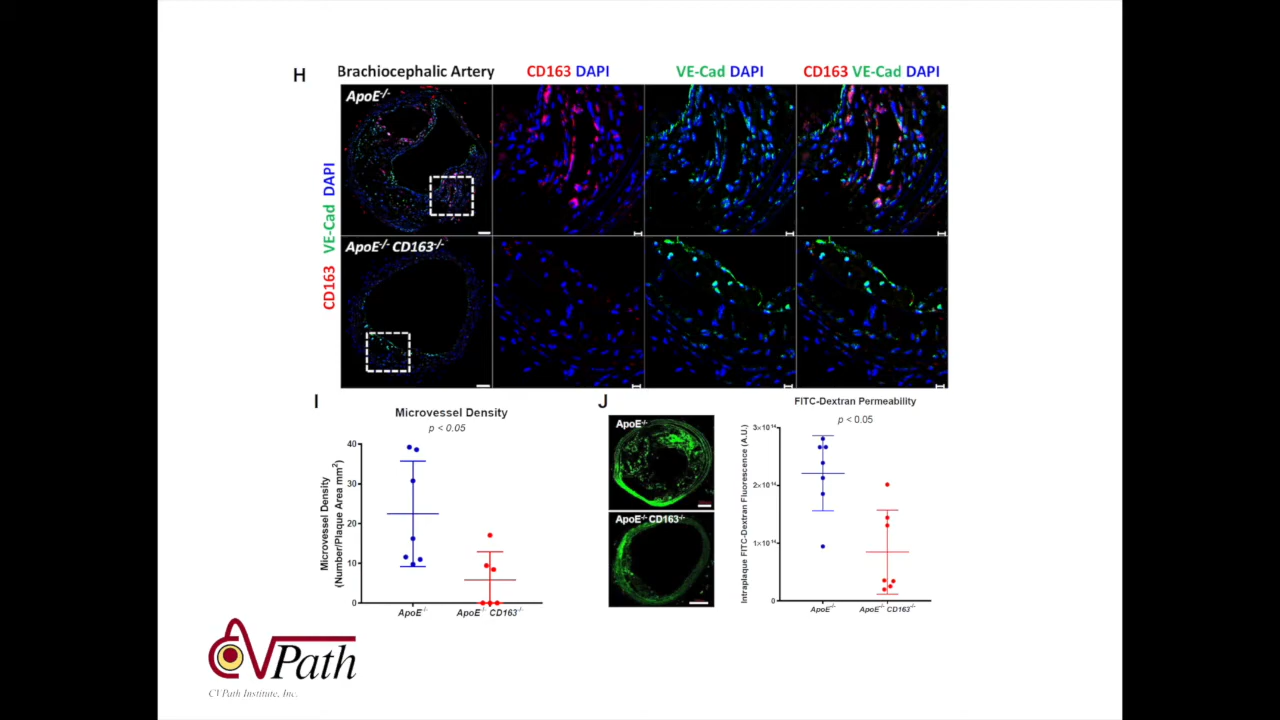 H
Brachiocephalic Artery
CD163 DAPI
VE-Cad DAPI
CD163 VE-Cad DAPI
CD163 VE-Cad DAPI
ApoE-/-
ApoE-/- CD163-/-
I
Microvessel Density
p < 0.05
Microvessel Density
(Number/Plaque Area mm2)
40
30
20
10
0
ApoE-/-
ApoE-/- CD163-/-
J
ApoE-/-
ApoE-/- CD163-/-
FITC-Dextran Permeability
p < 0.05
Intraplaque FITC-Dextran Fluorescence (A.U.)
3×1014
2×1014
1×1014
0
ApoE-/-
ApoE-/- CD163-/-
CVPath
CVPath Institute, Inc.